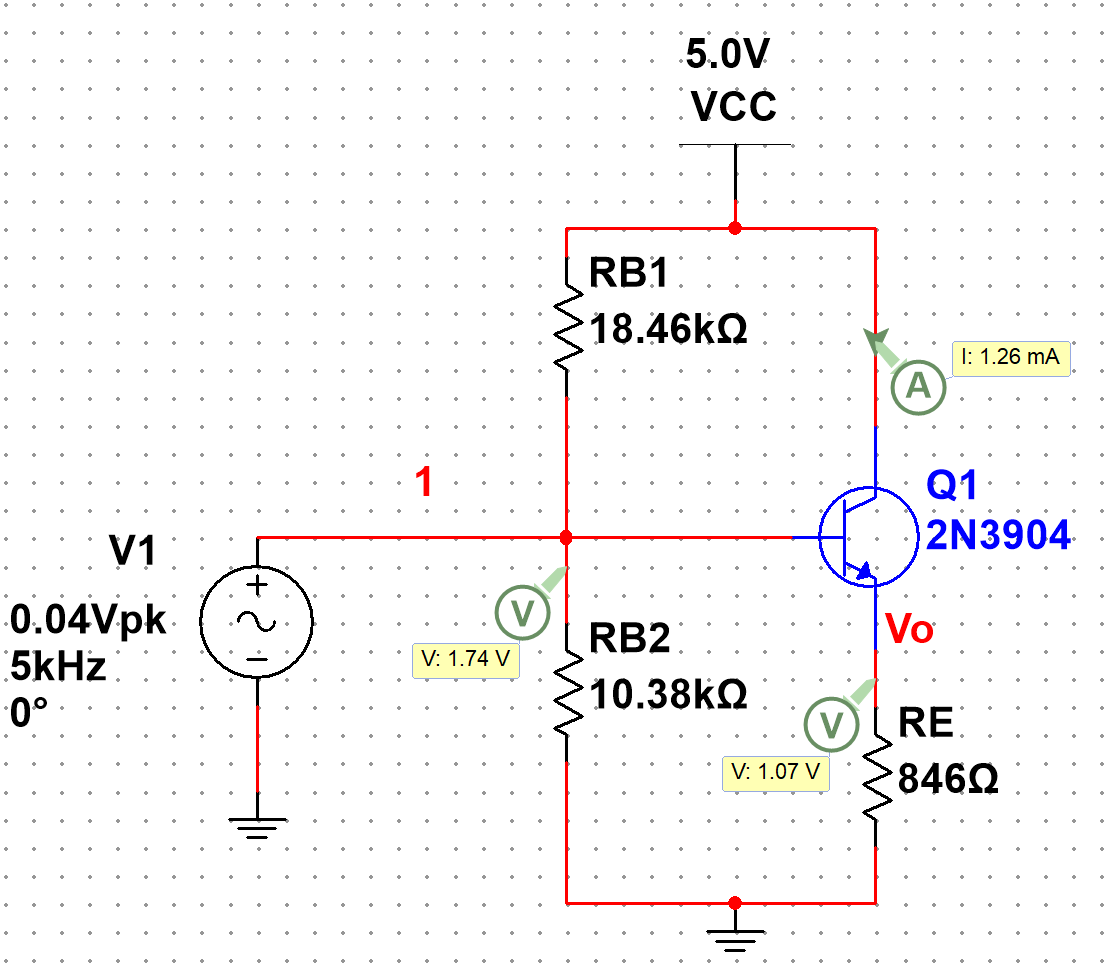 5.0V
VCC
RB1
18.46kΩ
A
I: 1.26 mA
1
Q1
2N3904
V1
0.04Vpk
5kHz
0°
V
V: 1.74 V
RB2
10.38kΩ
Vo
V
V: 1.07 V
RE
846Ω